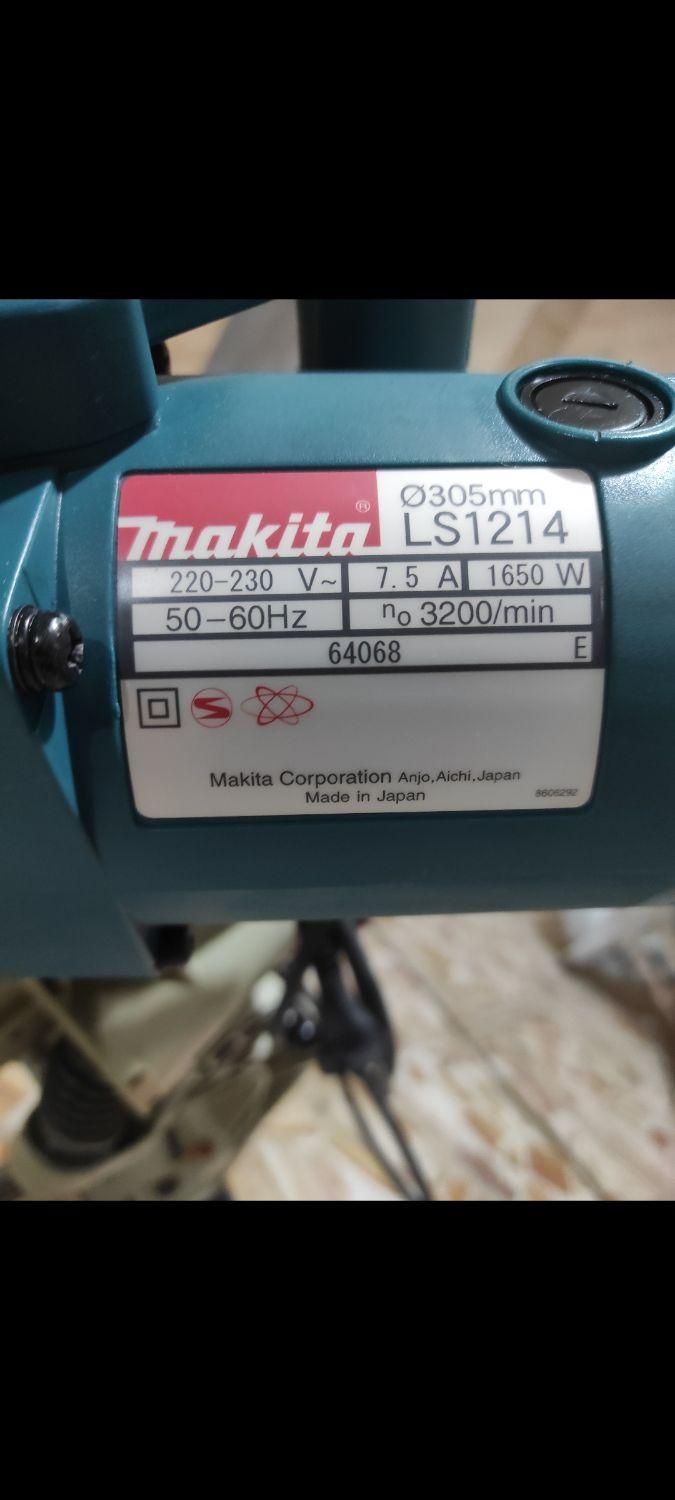 makita®
Ø305mm
LS1214
220-230 V~ 7.5 A 1650 W
50-60Hz n₀ 3200/min
64068 E
Makita Corporation Anjo, Aichi, Japan
Made in Japan
8606292